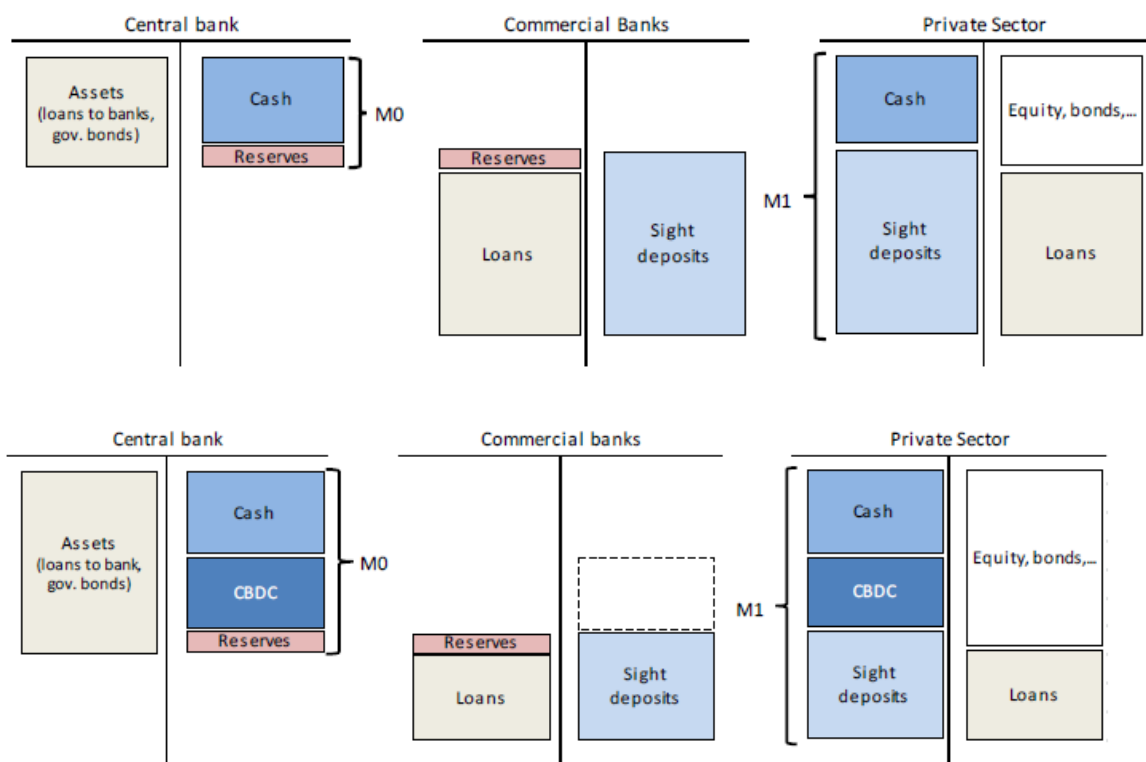 Central bank
Commercial Banks
Private Sector
Assets
(loans to banks,
gov. bonds)
Cash
Reserves
M0
Reserves
Loans
Sight
deposits
M1
Cash
Sight
deposits
Equity, bonds,...
Loans
Central bank
Commercial banks
Private Sector
Assets
(loans to bank,
gov. bonds)
Cash
CBDC
Reserves
M0
Reserves
Loans
Sight
deposits
M1
Cash
CBDC
Sight
deposits
Equity, bonds,...
Loans